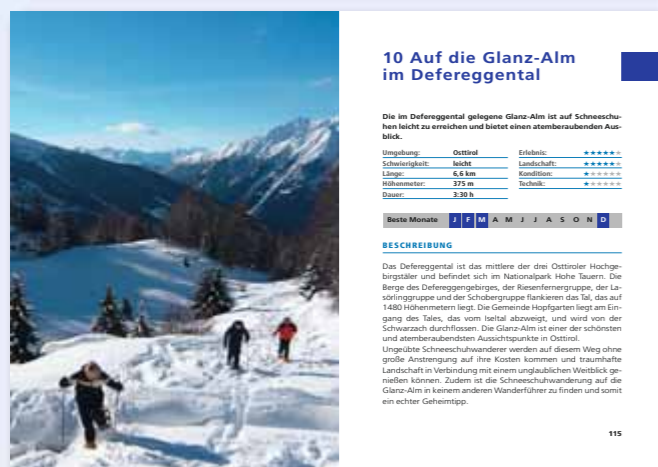 10 Auf die Glanz-Alm
im Defereggental
Die im Defereggental gelegene Glanz-Alm ist auf Schneeschu-
hen leicht zu erreichen und bietet einen atemberaubenden Aus-
blick.
Umgebung: Osttirol Erlebnis: ★★★★★★
Schwierigkeit: leicht Landschaft: ★★★★★★
Länge: 6,6 km Kondition: ★★★★★★
Höhenmeter: 375 m Technik: ★★★★★★
Dauer: 3:30 h
Beste Monate J F M A M J J A S O N D
BESCHREIBUNG
Das Defereggental ist das mittlere der drei Osttiroler Hochge-
birgstäler und befindet sich im Nationalpark Hohe Tauern. Die
Berge des Defereggengebirges, der Riesenfernergruppe, der La-
sörlinggruppe und der Schobergruppe flankieren das Tal, das auf
1480 Höhenmetern liegt. Die Gemeinde Hopfgarten liegt am Ein-
gang des Tales, das vom Iseltal abzweigt, und wird von der
Schwarzach durchflossen. Die Glanz-Alm ist einer der schönsten
und atemberaubendsten Aussichtspunkte in Osttirol.
Ungeübte Schneeschuhwanderer werden auf diesem Weg ohne
große Anstrengung auf ihre Kosten kommen und traumhafte
Landschaft in Verbindung mit einem unglaublichen Weitblick ge-
nießen können. Zudem ist die Schneeschuhwanderung auf die
Glanz-Alm in keinem anderen Wanderführer zu finden und somit
ein echter Geheimtipp.
115